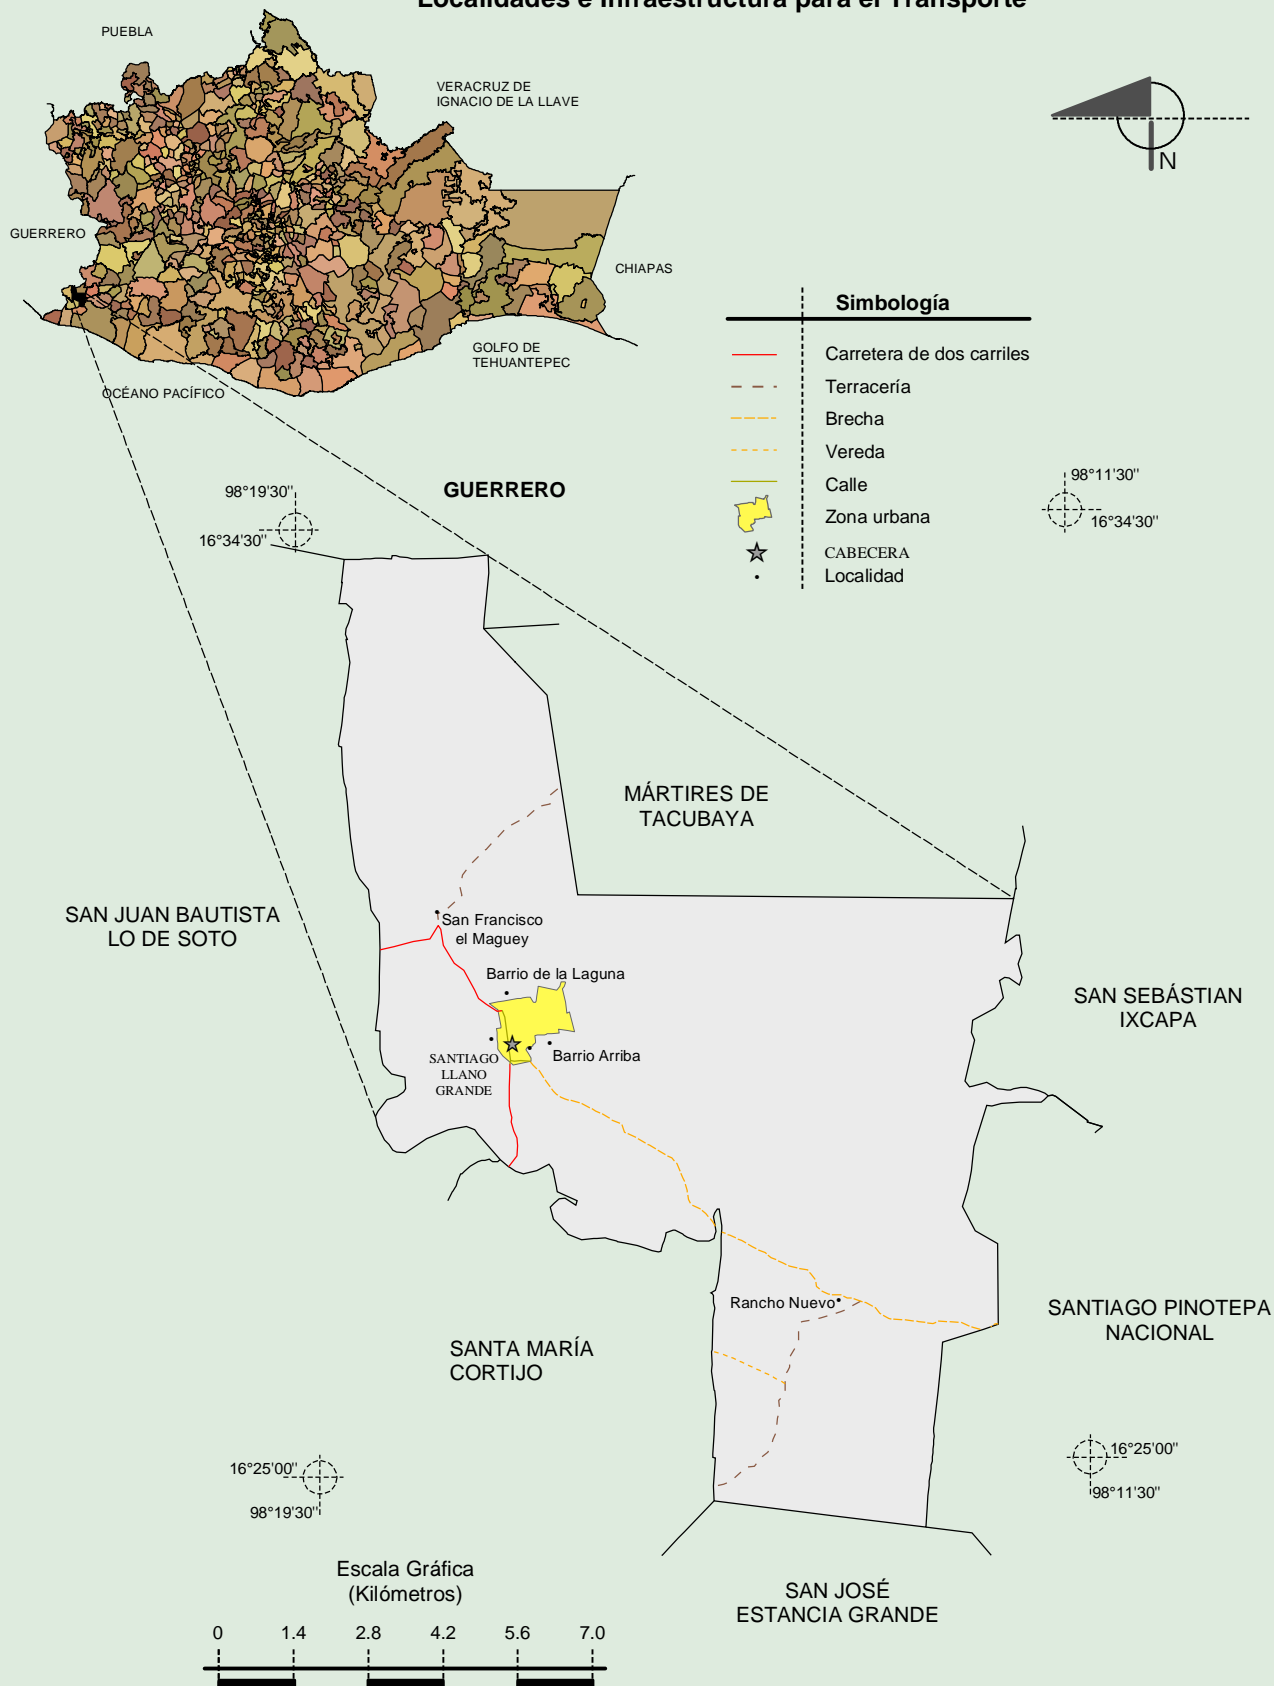 Localidades e Infraestructura para el Transporte
PUEBLA
VERACRUZ DE
IGNACIO DE LA LLAVE
N
GUERRERO
CHIAPAS
GOLFO DE
TEHUANTEPEC
OCÉANO PACÍFICO
Simbología
Carretera de dos carriles
Terracería
Brecha
Vereda
Calle
Zona urbana
CABECERA
Localidad
98°19'30"
16°34'30"
GUERRERO
98°11'30"
16°34'30"
MÁRTIRES DE
TACUBAYA
SAN JUAN BAUTISTA
LO DE SOTO
San Francisco
el Maguey
Barrio de la Laguna
SAN SEBÁSTIAN
IXCAPA
SANTIAGO
LLANO
GRANDE
Barrio Arriba
Rancho Nuevo
SANTIAGO PINOTEPA
NACIONAL
SANTA MARÍA
CORTIJO
16°25'00"
98°19'30"
16°25'00"
98°11'30"
Escala Gráfica
(Kilómetros)
0 1.4 2.8 4.2 5.6 7.0
SAN JOSÉ
ESTANCIA GRANDE